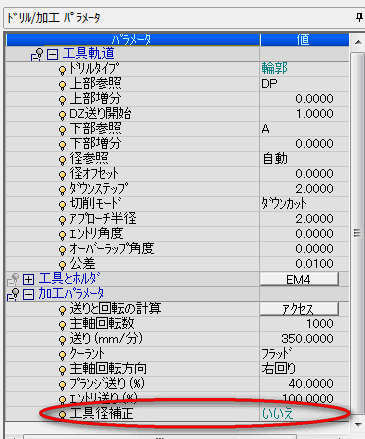 ﾄﾞﾘﾙ/加工 ﾊﾟﾗﾒｰﾀ
ﾊﾟﾗﾒｰﾀ 値
工具軌道
ﾄﾞﾘﾙﾀｲﾌﾟ 輪郭
上部参照 DP
上部増分 0.0000
DZ送り開始 1.0000
下部参照 A
下部増分 0.0000
径参照 自動
径ｵﾌｾｯﾄ 0.0000
ﾀﾞｳﾝｽﾃｯﾌﾟ 2.0000
切削ﾓｰﾄﾞ ﾀﾞｳﾝｶｯﾄ
ｱﾌﾟﾛｰﾁ半径 2.0000
ｴﾝﾄﾘ角度 0.0000
ｵｰﾊﾞｰﾗｯﾌﾟ角度 0.0000
公差 0.0100
工具とﾎﾙﾀﾞ EM4
加工ﾊﾟﾗﾒｰﾀ
送りと回転の計算 ｱｸｾｽ
主軸回転数 1000
送り(mm/分) 350.0000
ｸｰﾗﾝﾄ ﾌﾗｯﾄﾞ
主軸回転方向 右回り
ﾌﾟﾗﾝｼﾞ送り(%) 40.0000
ｴﾝﾄﾘ送り(%) 100.0000
工具径補正 いいえ